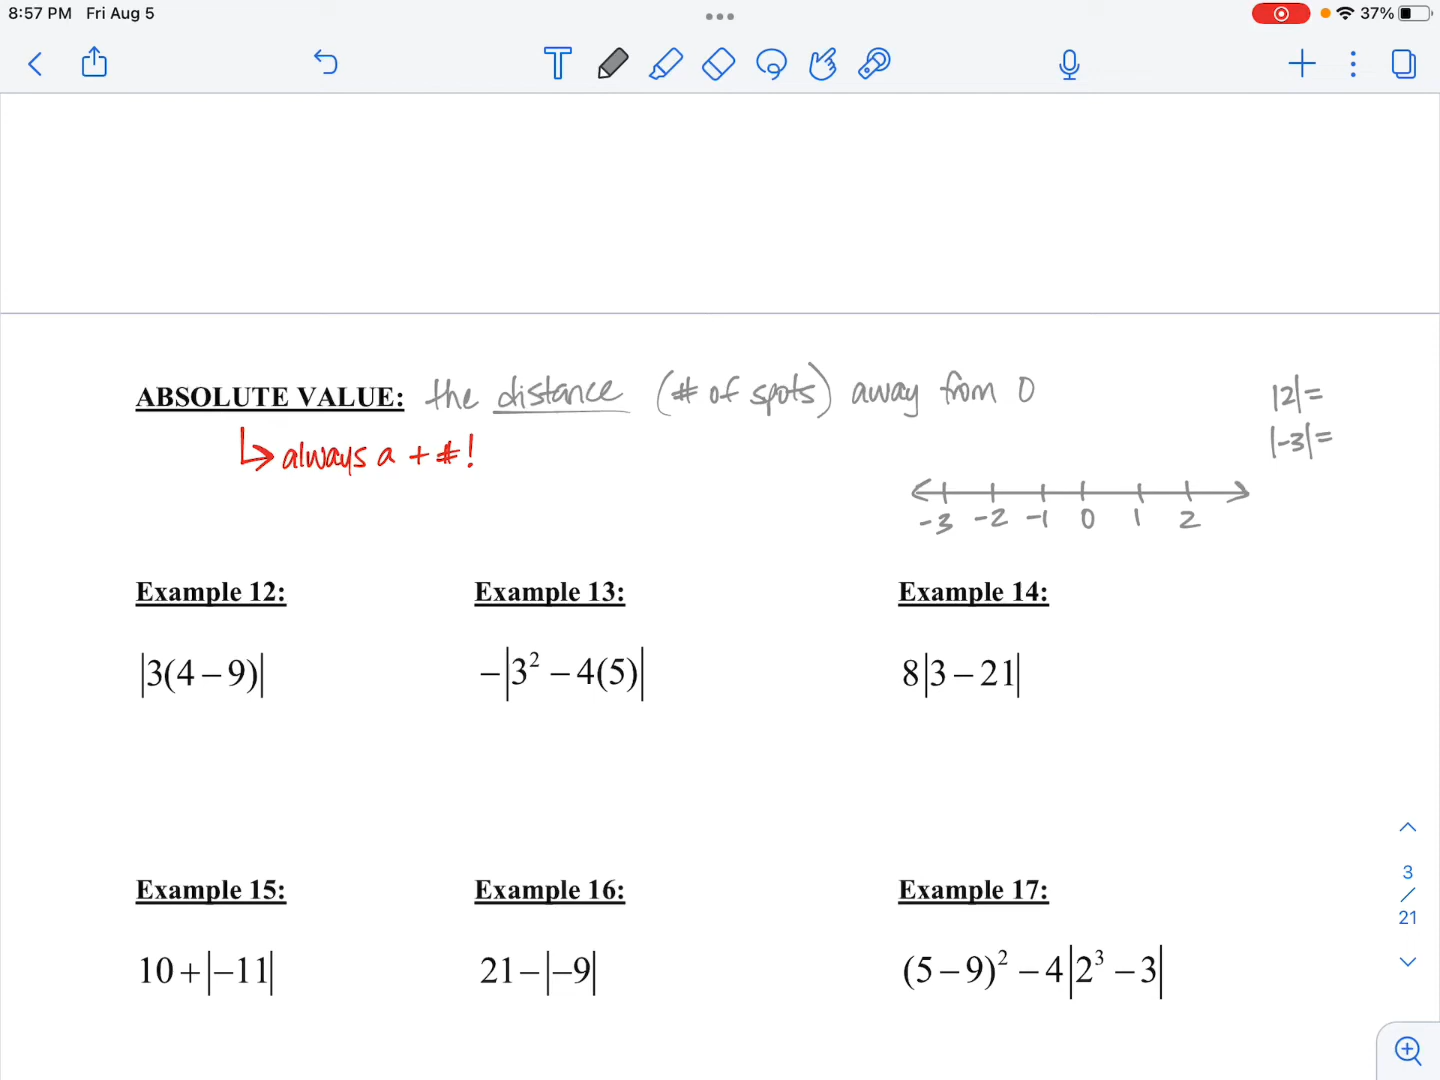 8:57 PM Fri Aug 5 37%
ABSOLUTE VALUE: the distance (# of spots) away from 0
|2|=
|-3|=
↳ always a + #!
-3 -2 -1 0 1 2
Example 12: Example 13: Example 14:
|3(4 – 9)| –|3² – 4(5)| 8|3 – 21|
3
/
21
Example 15: Example 16: Example 17:
10 + |–11| 21 – |–9| (5 – 9)² – 4|2³ – 3|